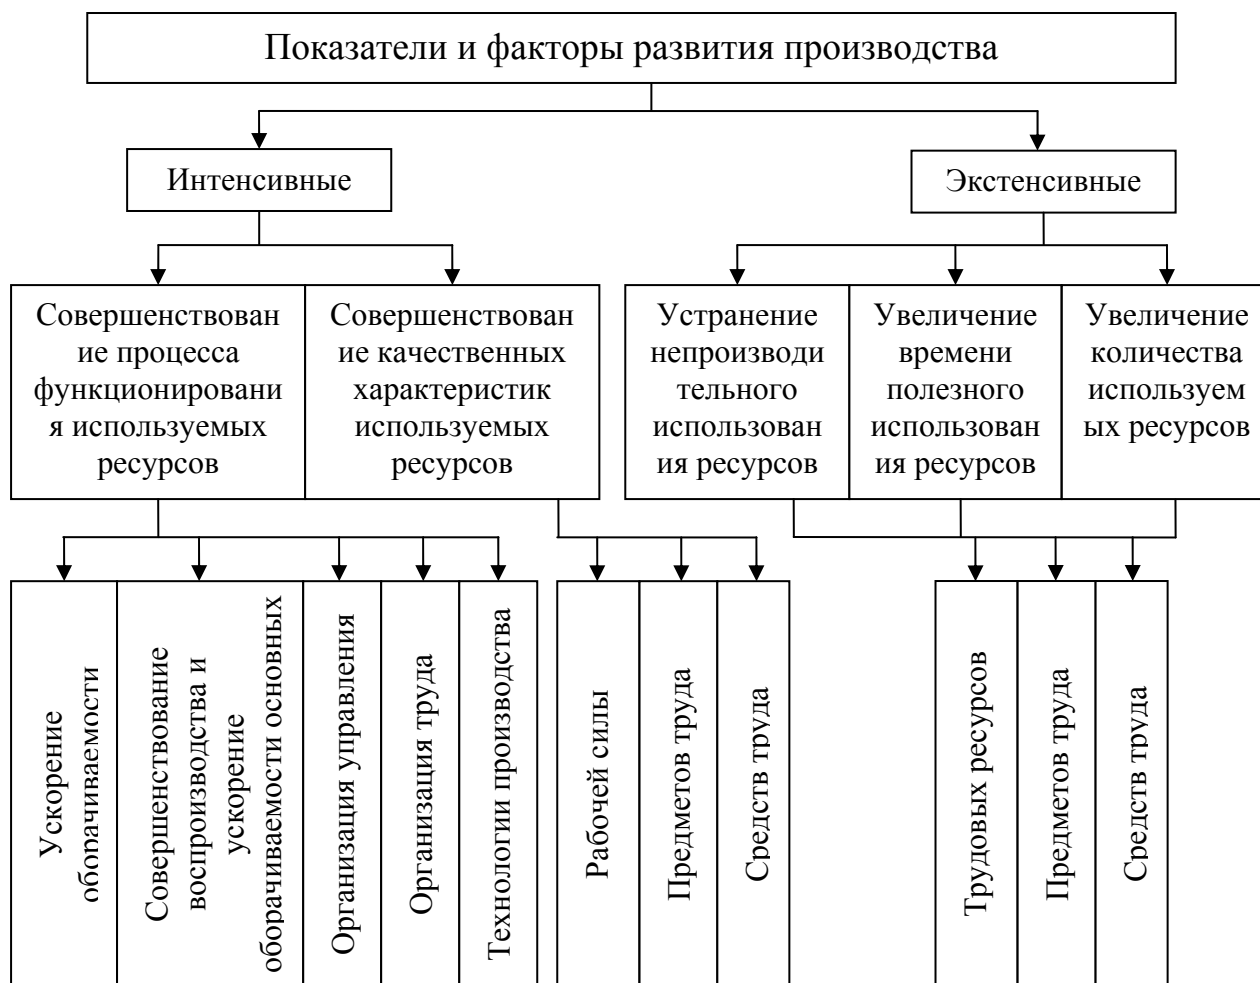 Показатели и факторы развития производства
Интенсивные
Экстенсивные
Совершенствован
ие процесса
функционировани
я используемых
ресурсов
Совершенствован
ие качественных
характеристик
используемых
ресурсов
Устранение
непроизводи
тельного
использован
ия ресурсов
Увеличение
времени
полезного
использован
ия ресурсов
Увеличение
количества
используем
ых ресурсов
Ускорение
оборачиваемости
Совершенствование
воспроизводства и
ускорение
оборачиваемости основных
Организация управления
Организация труда
Технологии производства
Рабочей силы
Предметов труда
Средств труда
Трудовых ресурсов
Предметов труда
Средств труда